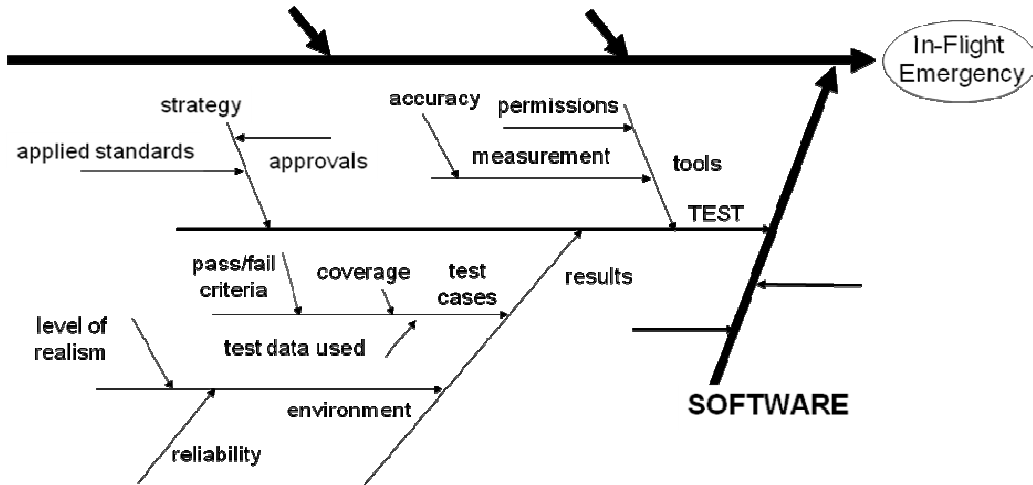 In-Flight
Emergency
strategy
accuracy
permissions
applied standards
approvals
measurement
tools
TEST
pass/fail
criteria
coverage
test
cases
results
level of
realism
test data used
environment
SOFTWARE
reliability